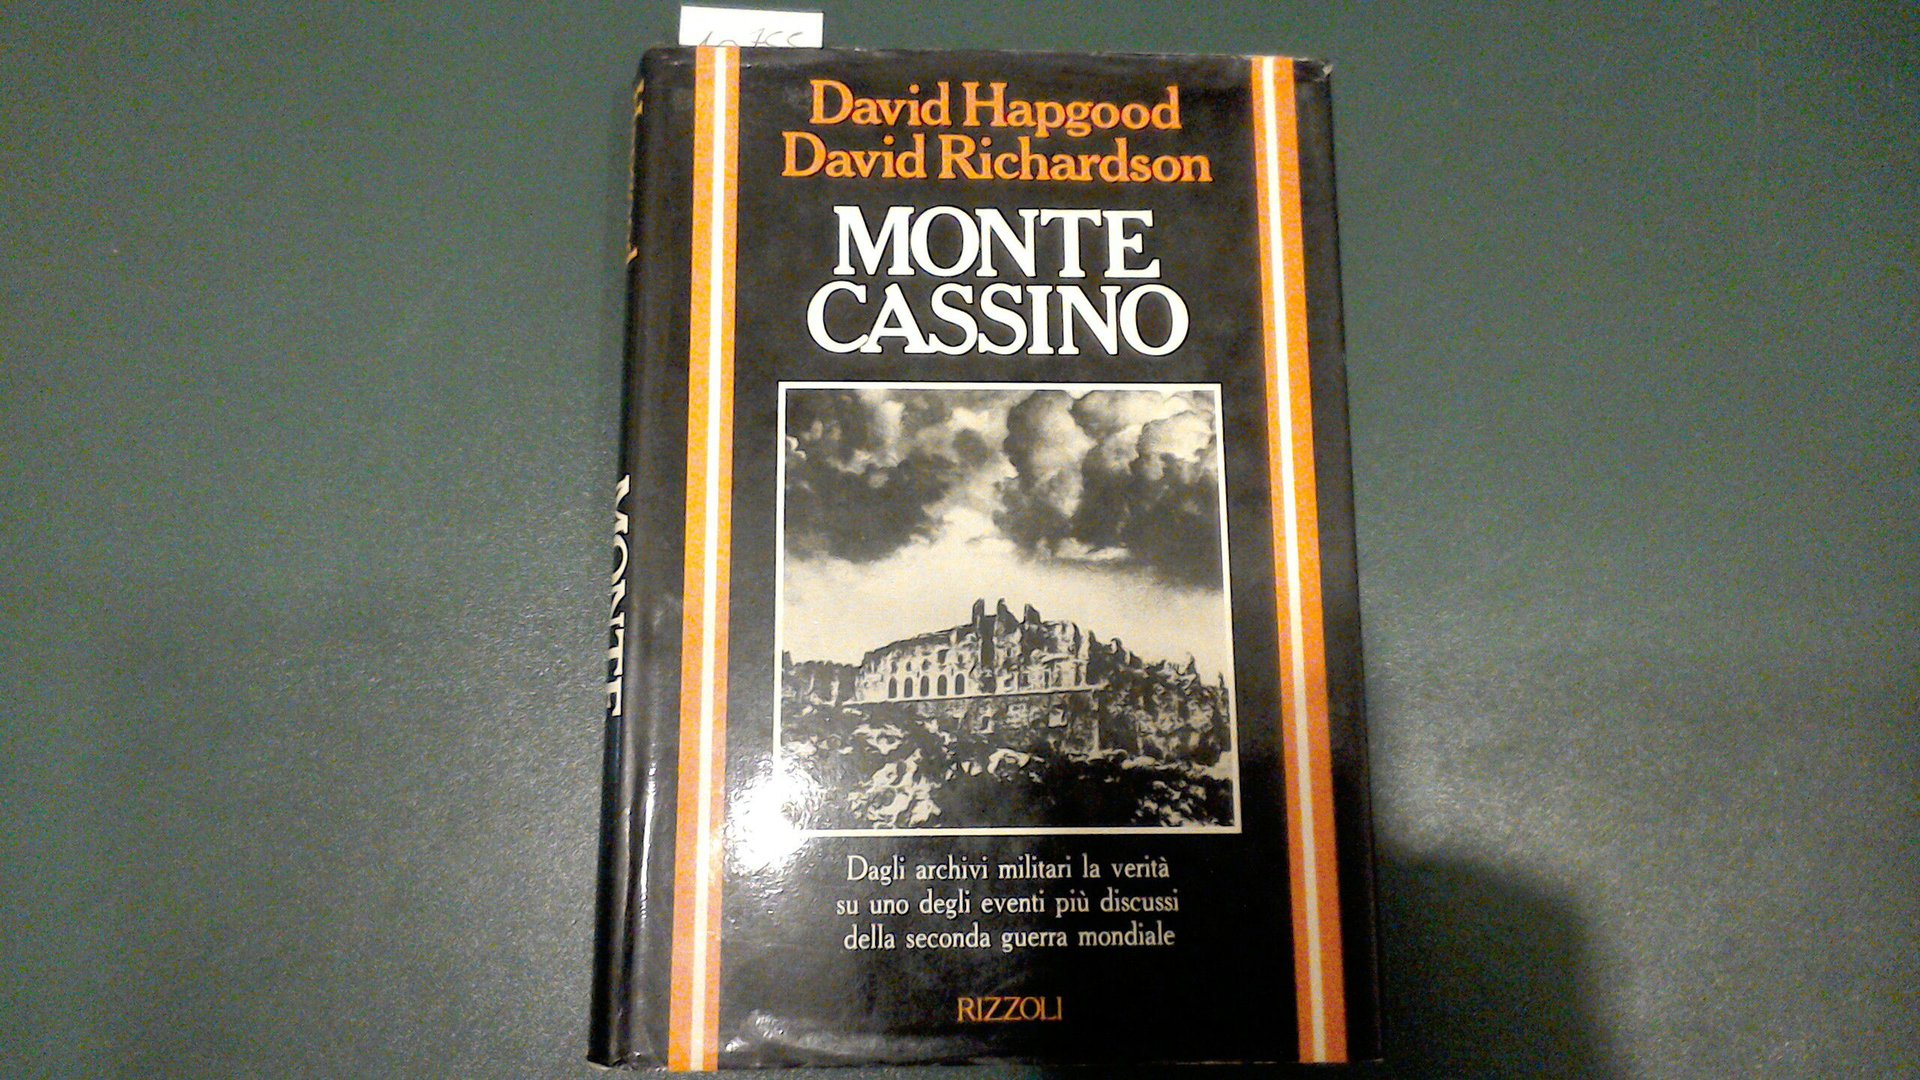 David Hapgood
David Richardson
MONTE
CASSINO
Dagli archivi militari la verità
su uno degli eventi più discussi
della seconda guerra mondiale
RIZZOLI
MONTE